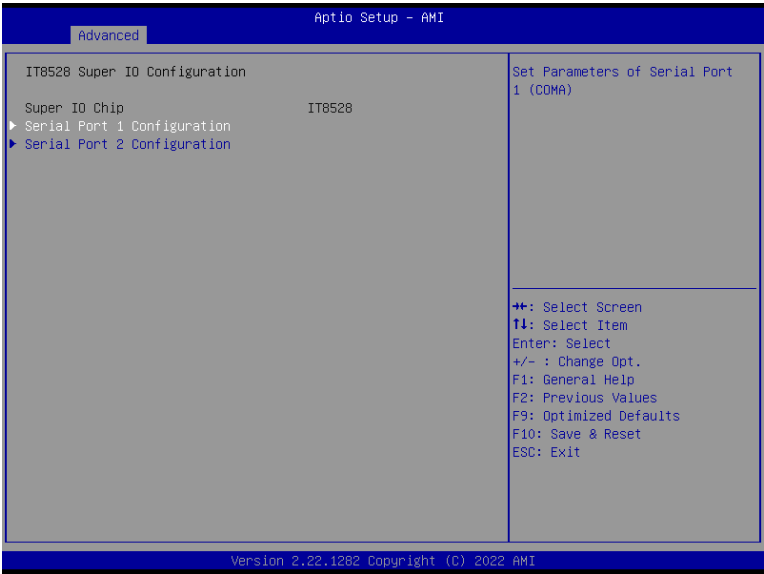 Aptio Setup – AMI
Advanced
IT8528 Super IO Configuration
Super IO Chip IT8528
▶ Serial Port 1 Configuration
▶ Serial Port 2 Configuration
Set Parameters of Serial Port
1 (COMA)
→←: Select Screen
↑↓: Select Item
Enter: Select
+/- : Change Opt.
F1: General Help
F2: Previous Values
F9: Optimized Defaults
F10: Save & Reset
ESC: Exit
Version 2.22.1282 Copyright (C) 2022 AMI